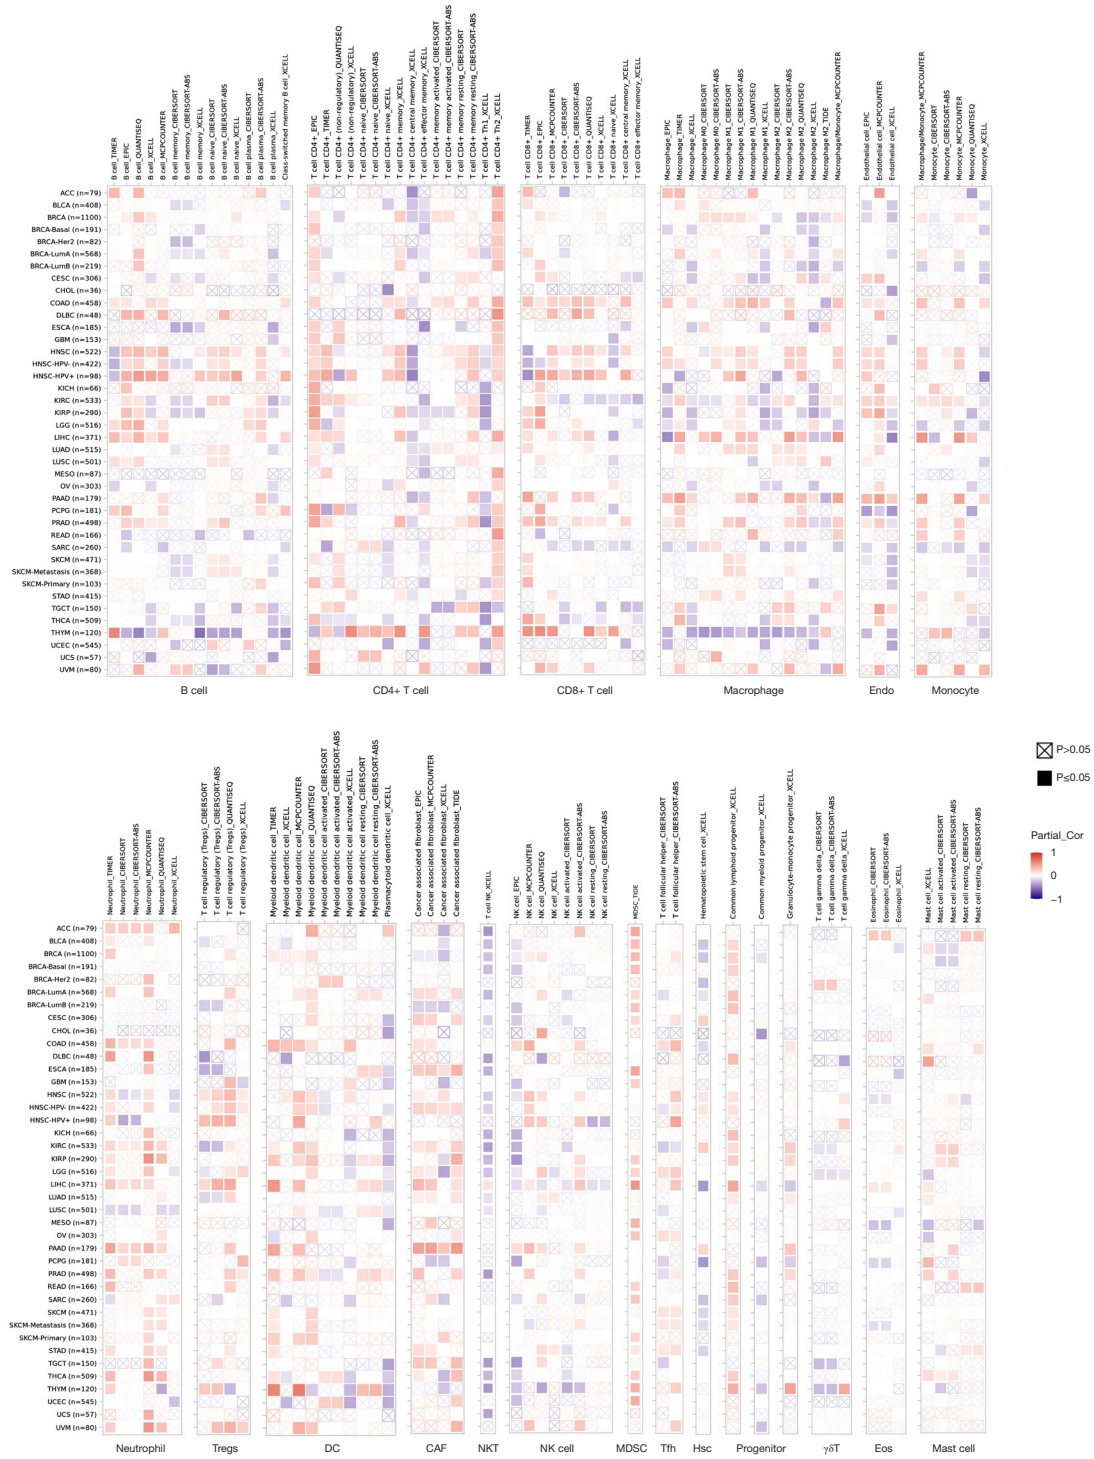 B cell_TIMER
B cell_EPIC
B cell_QUANTISEQ
B cell_XCELL
B cell_MCPCOUNTER
B cell memory_CIBERSORT
B cell memory_CIBERSORT-ABS
B cell memory_XCELL
B cell naive_CIBERSORT
B cell naive_CIBERSORT-ABS
B cell naive_XCELL
B cell plasma_CIBERSORT
B cell plasma_CIBERSORT-ABS
B cell plasma_XCELL
Class-switched memory B cell_XCELL
T cell CD4+_EPIC
T cell CD4+_TIMER
T cell CD4+ (non-regulatory)_QUANTISEQ
T cell CD4+ (non-regulatory)_XCELL
T cell CD4+ naive_CIBERSORT
T cell CD4+ naive_CIBERSORT-ABS
T cell CD4+ naive_XCELL
T cell CD4+ memory_XCELL
T cell CD4+ central memory_XCELL
T cell CD4+ effector memory_XCELL
T cell CD4+ memory activated_CIBERSORT
T cell CD4+ memory activated_CIBERSORT-ABS
T cell CD4+ memory resting_CIBERSORT
T cell CD4+ memory resting_CIBERSORT-ABS
T cell CD4+ Th1_XCELL
T cell CD4+ Th2_XCELL
T cell CD8+_TIMER
T cell CD8+_EPIC
T cell CD8+_MCPCOUNTER
T cell CD8+_CIBERSORT
T cell CD8+_CIBERSORT-ABS
T cell CD8+_QUANTISEQ
T cell CD8+_XCELL
T cell CD8+ naive_XCELL
T cell CD8+ central memory_XCELL
T cell CD8+ effector memory_XCELL
Macrophage_EPIC
Macrophage_TIMER
Macrophage_XCELL
Macrophage M0_CIBERSORT
Macrophage M0_CIBERSORT-ABS
Macrophage M1_CIBERSORT
Macrophage M1_CIBERSORT-ABS
Macrophage M1_QUANTISEQ
Macrophage M1_XCELL
Macrophage M2_CIBERSORT
Macrophage M2_CIBERSORT-ABS
Macrophage M2_QUANTISEQ
Macrophage M2_XCELL
Macrophage M2_TIDE
Macrophage/Monocyte_MCPCOUNTER
Endothelial cell_EPIC
Endothelial cell_MCPCOUNTER
Endothelial cell_XCELL
Macrophage/Monocyte_MCPCOUNTER
Monocyte_CIBERSORT
Monocyte_CIBERSORT-ABS
Monocyte_MCPCOUNTER
Monocyte_QUANTISEQ
Monocyte_XCELL
ACC (n=79)
BLCA (n=408)
BRCA (n=1100)
BRCA-Basal (n=191)
BRCA-Her2 (n=82)
BRCA-LumA (n=568)
BRCA-LumB (n=219)
CESC (n=306)
CHOL (n=36)
COAD (n=458)
DLBC (n=48)
ESCA (n=185)
GBM (n=153)
HNSC (n=522)
HNSC-HPV- (n=422)
HNSC-HPV+ (n=98)
KICH (n=66)
KIRC (n=533)
KIRP (n=290)
LGG (n=516)
LIHC (n=371)
LUAD (n=515)
LUSC (n=501)
MESO (n=87)
OV (n=303)
PAAD (n=179)
PCPG (n=181)
PRAD (n=498)
READ (n=166)
SARC (n=260)
SKCM (n=471)
SKCM-Metastasis (n=368)
SKCM-Primary (n=103)
STAD (n=415)
TGCT (n=150)
THCA (n=509)
THYM (n=120)
UCEC (n=545)
UCS (n=57)
UVM (n=80)
B cell
CD4+ T cell
CD8+ T cell
Macrophage
Endo
Monocyte
P>0.05
P≤0.05
Partial_Cor
1
0
−1
Neutrophil_TIMER
Neutrophil_CIBERSORT
Neutrophil_CIBERSORT-ABS
Neutrophil_MCPCOUNTER
Neutrophil_QUANTISEQ
Neutrophil_XCELL
T cell regulatory (Tregs)_CIBERSORT
T cell regulatory (Tregs)_CIBERSORT-ABS
T cell regulatory (Tregs)_QUANTISEQ
T cell regulatory (Tregs)_XCELL
Myeloid dendritic cell_TIMER
Myeloid dendritic cell_XCELL
Myeloid dendritic cell_MCPCOUNTER
Myeloid dendritic cell_QUANTISEQ
Myeloid dendritic cell activated_CIBERSORT
Myeloid dendritic cell activated_CIBERSORT-ABS
Myeloid dendritic cell activated_XCELL
Myeloid dendritic cell resting_CIBERSORT
Myeloid dendritic cell resting_CIBERSORT-ABS
Plasmacytoid dendritic cell_XCELL
Cancer associated fibroblast_EPIC
Cancer associated fibroblast_MCPCOUNTER
Cancer associated fibroblast_XCELL
Cancer associated fibroblast_TIDE
T cell NK_XCELL
NK cell_EPIC
NK cell_MCPCOUNTER
NK cell_QUANTISEQ
NK cell_XCELL
NK cell activated_CIBERSORT
NK cell activated_CIBERSORT-ABS
NK cell resting_CIBERSORT
NK cell resting_CIBERSORT-ABS
MDSC_TIDE
T cell follicular helper_CIBERSORT
T cell follicular helper_CIBERSORT-ABS
Hematopoietic stem cell_XCELL
Common lymphoid progenitor_XCELL
Common myeloid progenitor_XCELL
Granulocyte-monocyte progenitor_XCELL
T cell gamma delta_CIBERSORT
T cell gamma delta_CIBERSORT-ABS
T cell gamma delta_XCELL
Eosinophil_CIBERSORT
Eosinophil_CIBERSORT-ABS
Eosinophil_XCELL
Mast cell_XCELL
Mast cell activated_CIBERSORT
Mast cell activated_CIBERSORT-ABS
Mast cell resting_CIBERSORT
Mast cell resting_CIBERSORT-ABS
ACC (n=79)
BLCA (n=408)
BRCA (n=1100)
BRCA-Basal (n=191)
BRCA-Her2 (n=82)
BRCA-LumA (n=568)
BRCA-LumB (n=219)
CESC (n=306)
CHOL (n=36)
COAD (n=458)
DLBC (n=48)
ESCA (n=185)
GBM (n=153)
HNSC (n=522)
HNSC-HPV- (n=422)
HNSC-HPV+ (n=98)
KICH (n=66)
KIRC (n=533)
KIRP (n=290)
LGG (n=516)
LIHC (n=371)
LUAD (n=515)
LUSC (n=501)
MESO (n=87)
OV (n=303)
PAAD (n=179)
PCPG (n=181)
PRAD (n=498)
READ (n=166)
SARC (n=260)
SKCM (n=471)
SKCM-Metastasis (n=368)
SKCM-Primary (n=103)
STAD (n=415)
TGCT (n=150)
THCA (n=509)
THYM (n=120)
UCEC (n=545)
UCS (n=57)
UVM (n=80)
Neutrophil
Tregs
DC
CAF
NKT
NK cell
MDSC
Tfh
Hsc
Progenitor
γδT
Eos
Mast cell